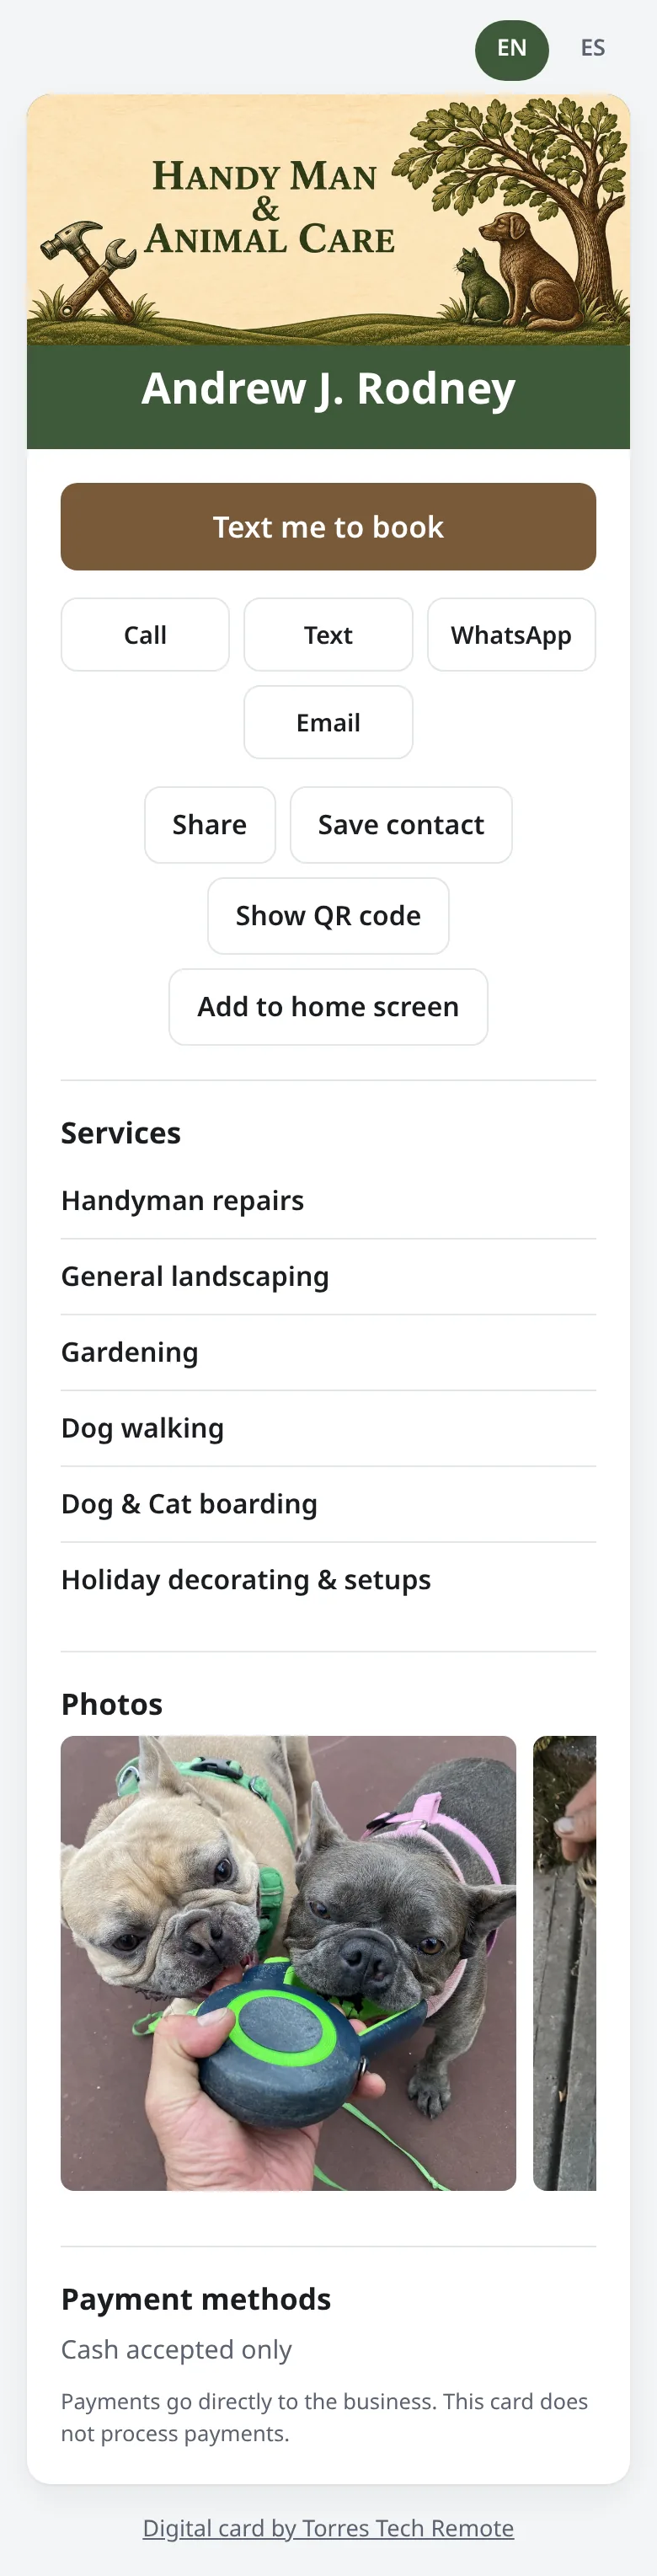 EN ES
HANDY MAN
&
ANIMAL CARE
Andrew J. Rodney
Text me to book
Call Text WhatsApp
Email
Share Save contact
Show QR code
Add to home screen
Services
Handyman repairs
General landscaping
Gardening
Dog walking
Dog & Cat boarding
Holiday decorating & setups
Photos
Payment methods
Cash accepted only
Payments go directly to the business. This card does
not process payments.
Digital card by Torres Tech Remote